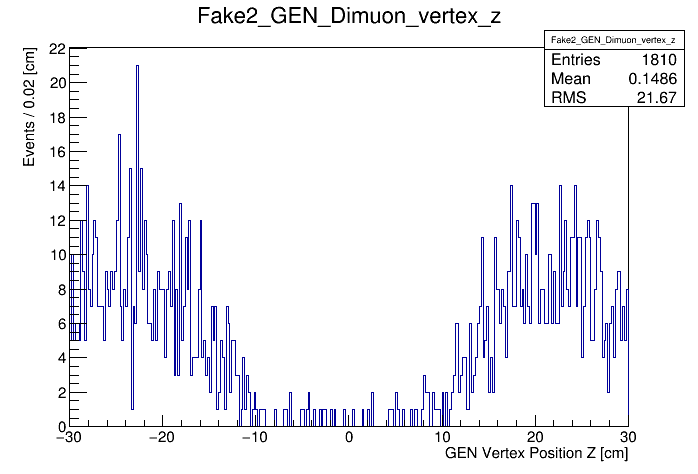 Fake2_GEN_Dimuon_vertex_z
Fake2_GEN_Dimuon_vertex_z
Entries 1810
Mean 0.1486
RMS 21.67
Events / 0.02 [cm]
22
20
18
16
14
12
10
8
6
4
2
0
−30 −20 −10 0 10 20 30
GEN Vertex Position Z [cm]